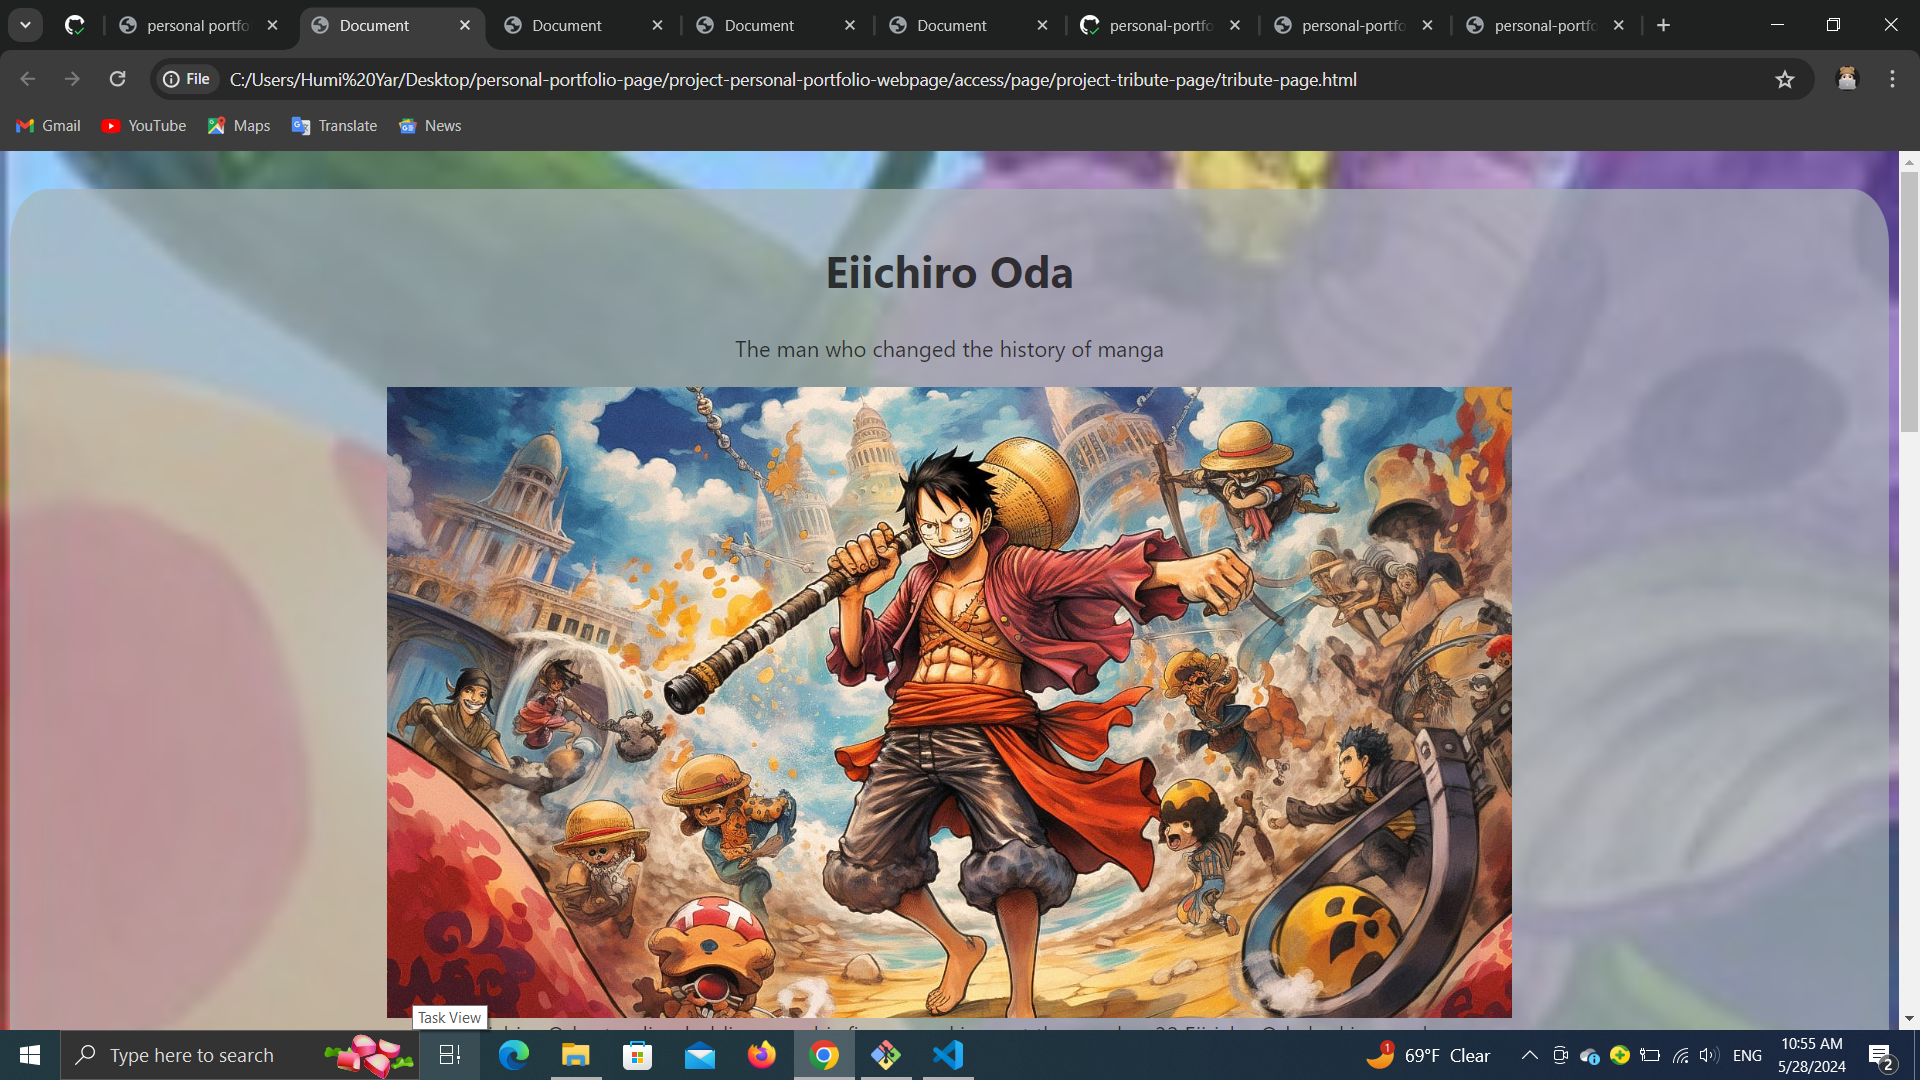 personal portfo
Document
Document
Document
Document
personal-portfo
personal-portfo
personal-portfo
File
C:/Users/Humi%20Yar/Desktop/personal-portfolio-page/project-personal-portfolio-webpage/access/page/project-tribute-page/tribute-page.html
Gmail
YouTube
Maps
Translate
News
Eiichiro Oda
The man who changed the history of manga
Task View
Type here to search
1
69°F Clear
ENG
10:55 AM
5/28/2024
2